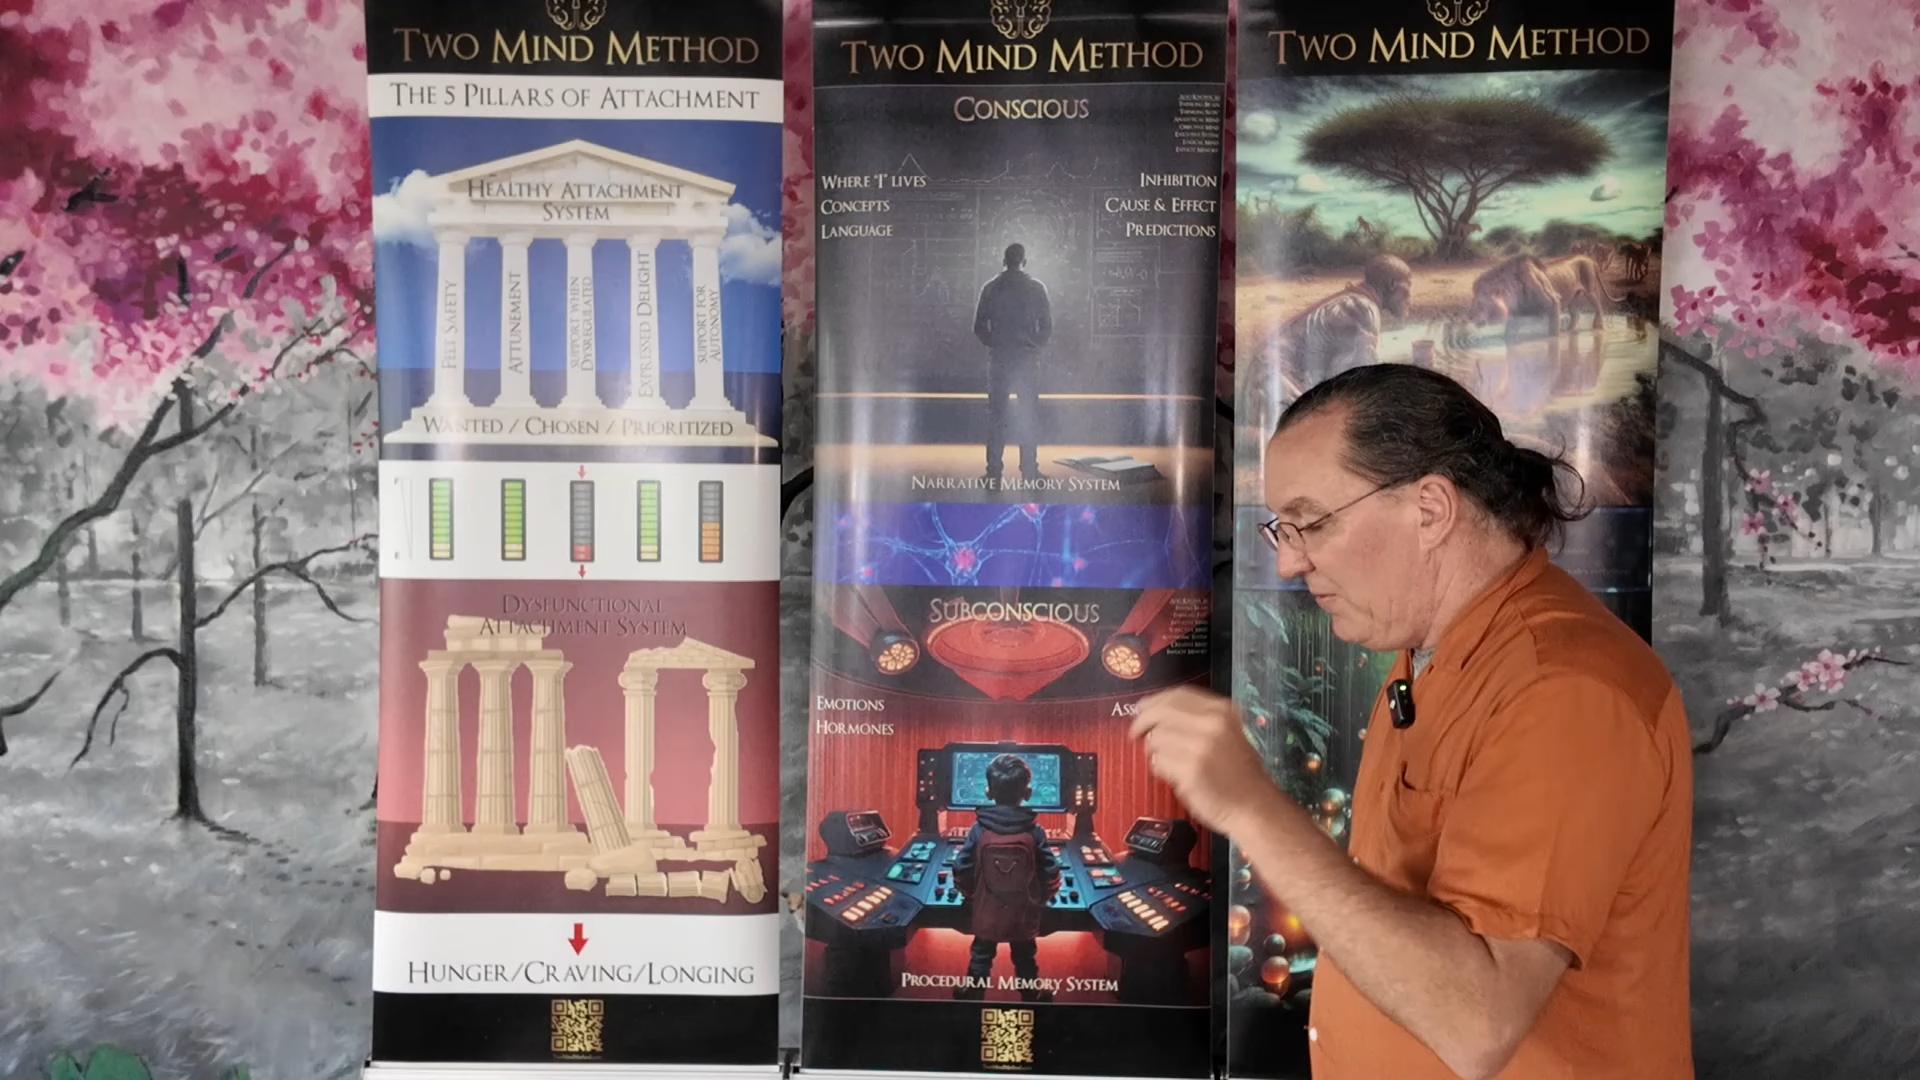 TWO MIND METHOD
THE 5 PILLARS OF ATTACHMENT
HEALTHY ATTACHMENT
SYSTEM
FELT SAFETY
ATTUNEMENT
SUPPORT WHEN
DYSREGULATED
EXPRESSED DELIGHT
SUPPORT FOR
AUTONOMY
WANTED / CHOSEN / PRIORITIZED
DYSFUNCTIONAL
ATTACHMENT SYSTEM
HUNGER/CRAVING/LONGING
TWO MIND METHOD
CONSCIOUS
WHERE "I" LIVES
CONCEPTS
LANGUAGE
INHIBITION
CAUSE & EFFECT
PREDICTIONS
NARRATIVE MEMORY SYSTEM
SUBCONSCIOUS
EMOTIONS
HORMONES
PROCEDURAL MEMORY SYSTEM
TWO MIND METHOD